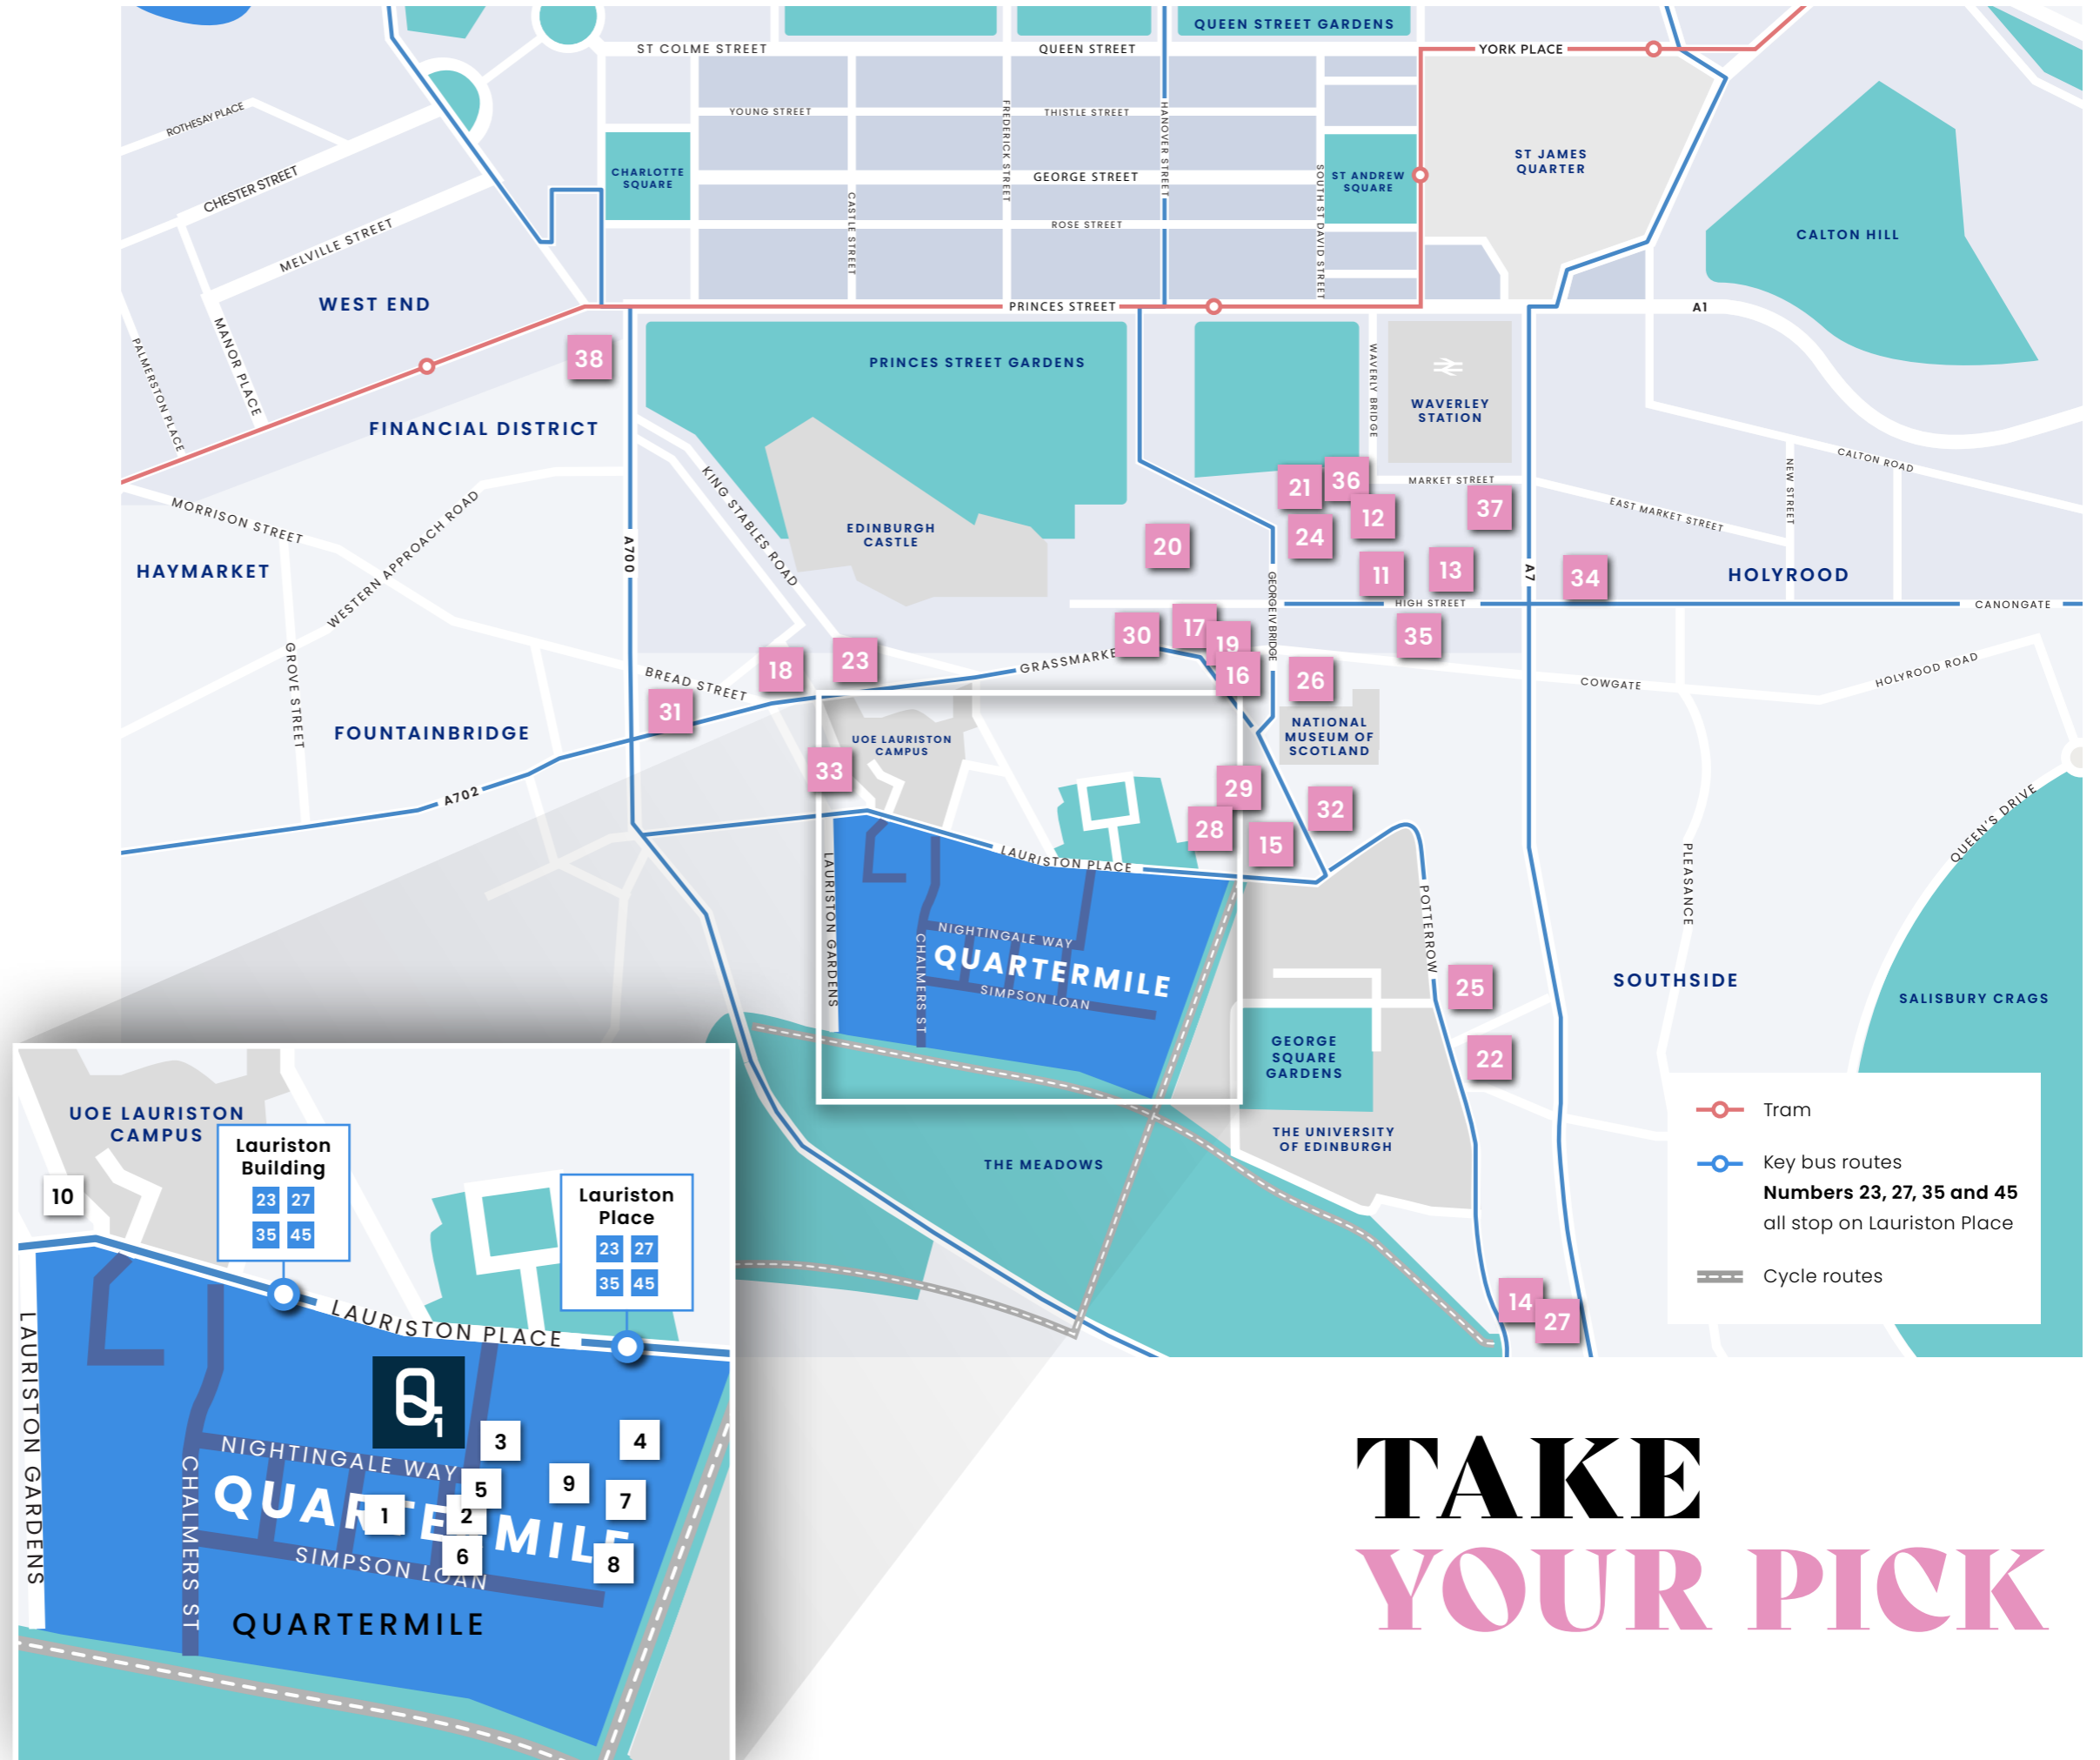 QUEEN STREET GARDENS
ST COLME STREET
QUEEN STREET
YORK PLACE
ROTHESAY PLACE
YOUNG STREET
FREDERICK STREET
THISTLE STREET
HANOVER STREET
CHESTER STREET
CHARLOTTE
SQUARE
GEORGE STREET
SOUTH ST DAVID STREET
ST ANDREW
SQUARE
ST JAMES
QUARTER
CALTON HILL
MELVILLE STREET
CASTLE STREET
ROSE STREET
WEST END
PRINCES STREET
A1
MANOR PLACE
PALMERSTON PLACE
38
PRINCES STREET GARDENS
WAVERLY BRIDGE
WAVERLEY
STATION
FINANCIAL DISTRICT
KING STABLES ROAD
CALTON ROAD
NEW STREET
MORRISON STREET
WESTERN APPROACH ROAD
21
36
MARKET STREET
12
37
EAST MARKET STREET
EDINBURGH
CASTLE
A700
20
24
HAYMARKET
11
13
A7
34
HOLYROOD
GEORGE IV BRIDGE
HIGH STREET
CANONGATE
30
17
19
35
GROVE STREET
18
23
GRASSMARKE
16
26
BREAD STREET
COWGATE
HOLYROOD ROAD
31
FOUNTAINBRIDGE
NATIONAL
MUSEUM OF
SCOTLAND
UOE LAURISTON
CAMPUS
33
A702
29
28
32
15
QUEEN'S DRIVE
LAURISTON PLACE
LAURISTON GARDENS
PLEASANCE
POTTERROW
NIGHTINGALE WAY
CHALMERS ST
QUARTERMILE
SIMPSON LOAN
25
SOUTHSIDE
SALISBURY CRAGS
GEORGE
SQUARE
GARDENS
22
THE UNIVERSITY
OF EDINBURGH
THE MEADOWS
14
27
Tram
Key bus routes
Numbers 23, 27, 35 and 45
all stop on Lauriston Place
Cycle routes
UOE LAURISTON
CAMPUS
Lauriston
Building
23 27
35 45
10
Lauriston
Place
23 27
35 45
LAURISTON PLACE
LAURISTON GARDENS
Q1
3
4
NIGHTINGALE WAY
CHALMERS ST
5
9
7
QUARTERMILE
1
2
6
8
SIMPSON LOAN
QUARTERMILE
TAKE
YOUR PICK